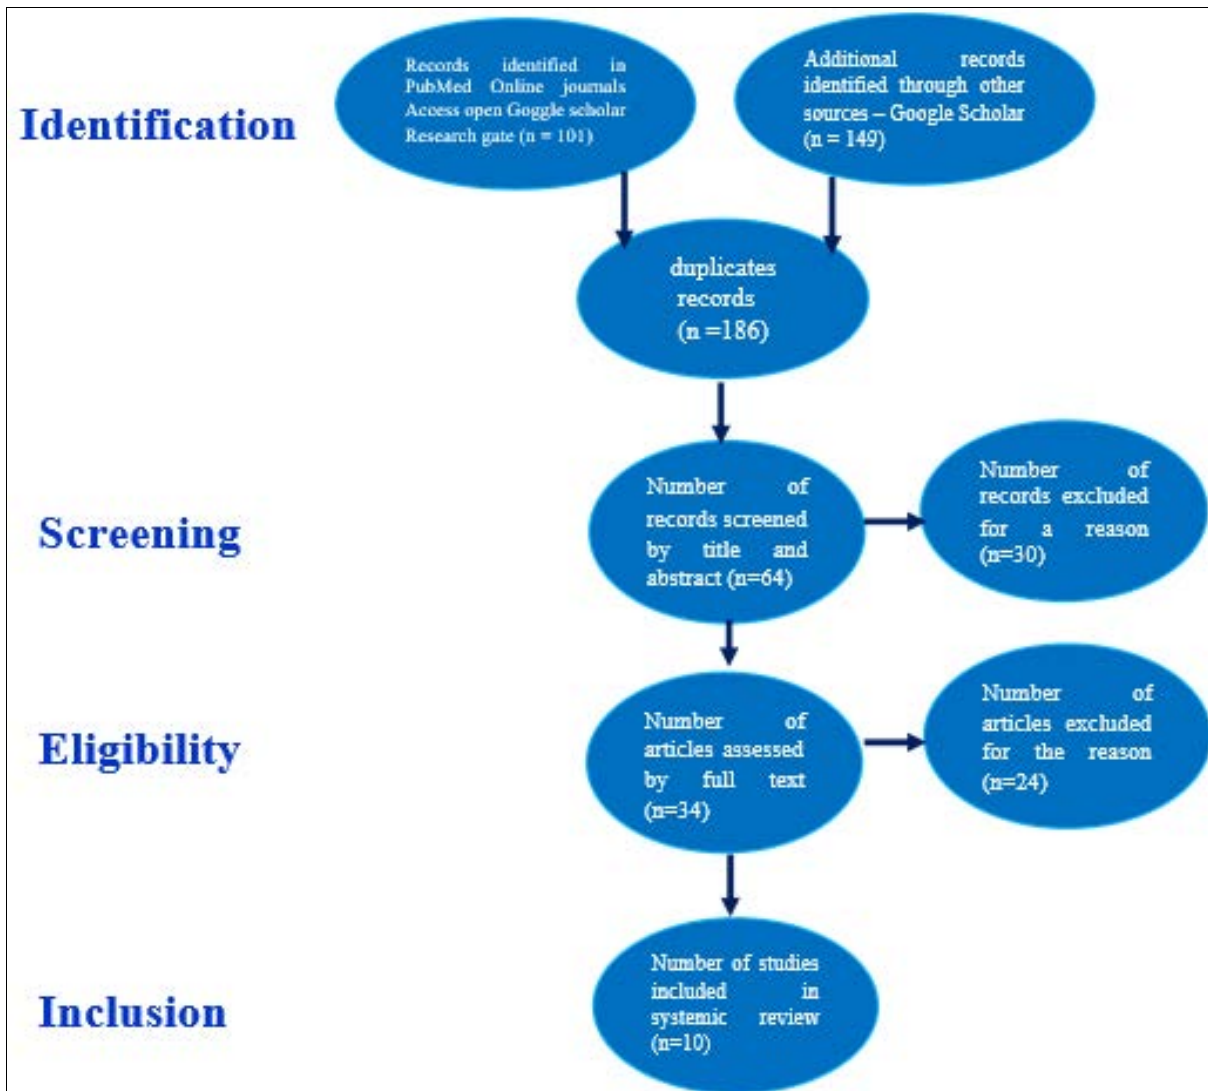 Identification
Records identified in
PubMed Online journals
Access open Goggle scholar
Research gate (n = 101)
Additional records
identified through other
sources – Google Scholar
(n = 149)
duplicates
records
(n =186)
Screening
Number of
records screened
by title and
abstract (n=64)
Number of
records excluded
for a reason
(n=30)
Eligibility
Number of
articles assessed
by full text
(n=34)
Number of
articles excluded
for the reason
(n=24)
Inclusion
Number of studies
included in
systemic review
(n=10)